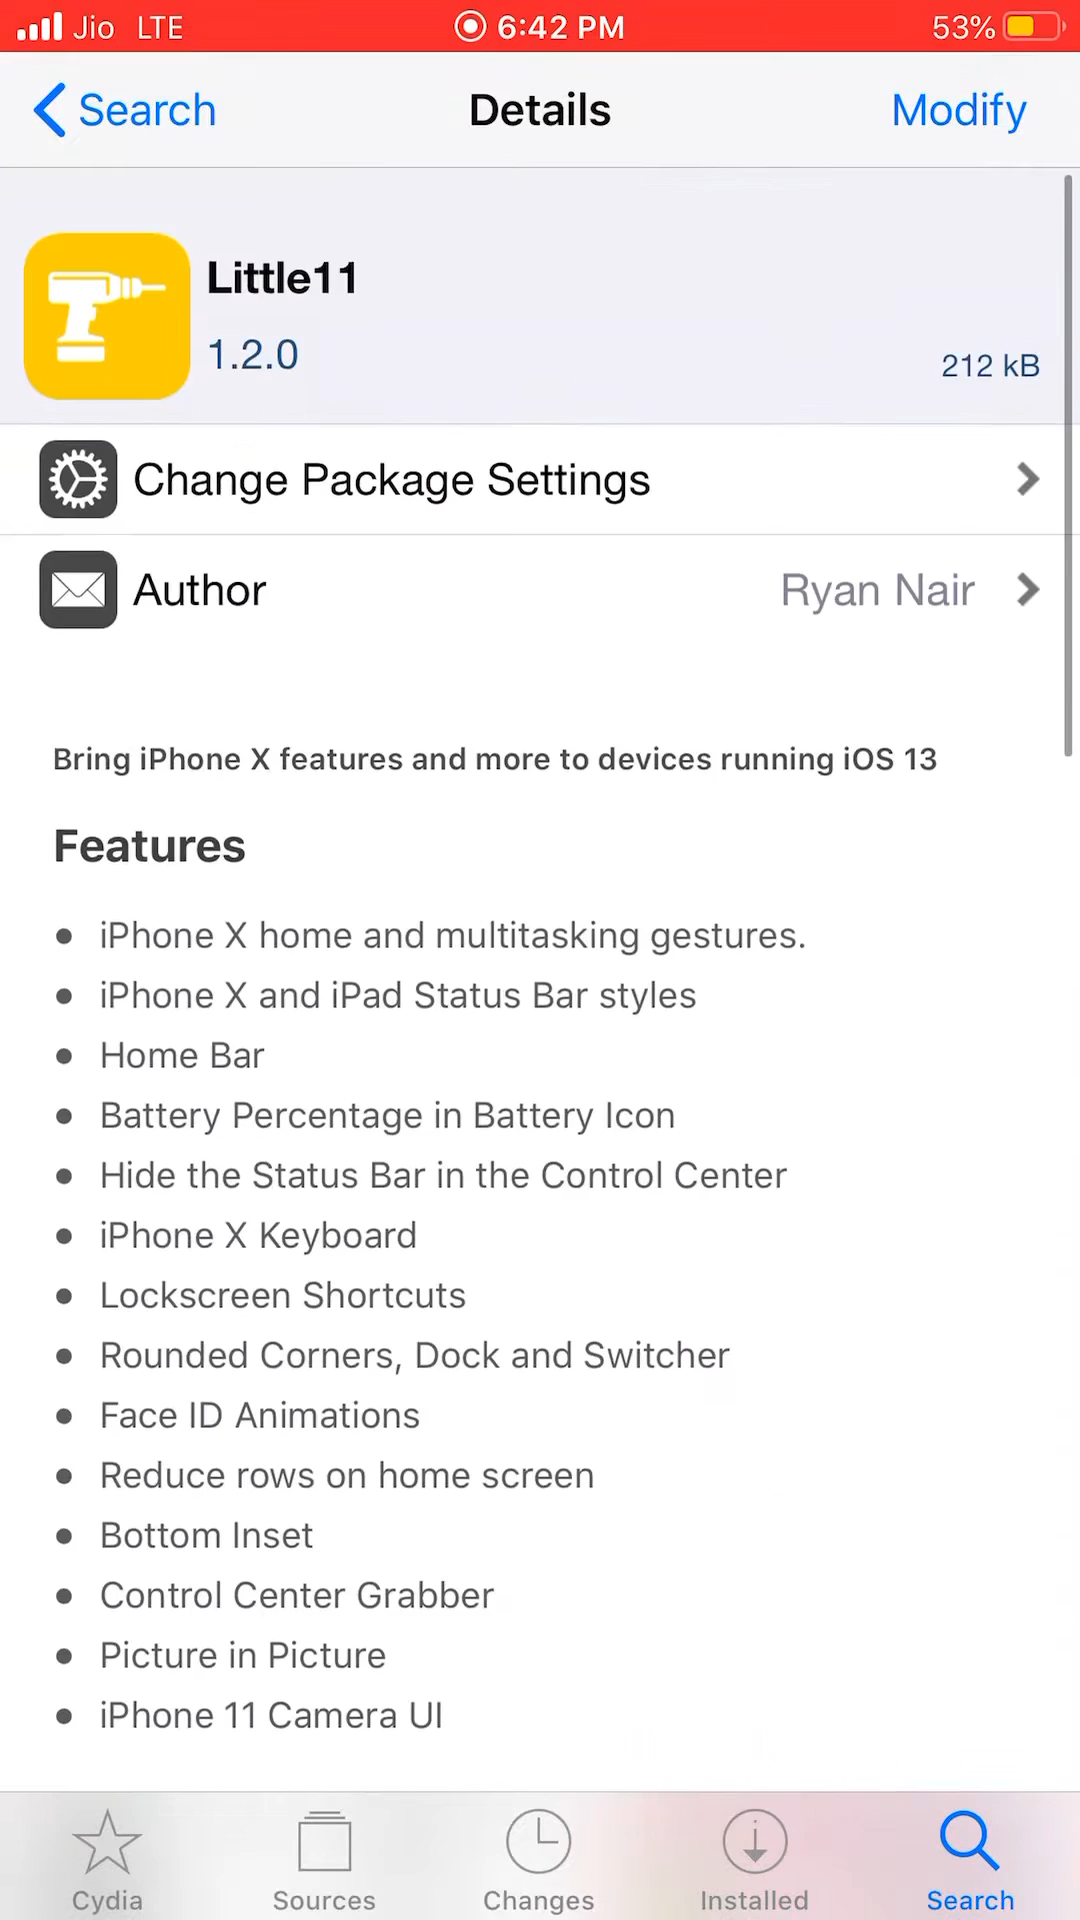 Jio LTE 6:42 PM 53%
Search Details Modify
Little11
1.2.0
212 kB
Change Package Settings
Author Ryan Nair
Bring iPhone X features and more to devices running iOS 13
Features
• iPhone X home and multitasking gestures.
• iPhone X and iPad Status Bar styles
• Home Bar
• Battery Percentage in Battery Icon
• Hide the Status Bar in the Control Center
• iPhone X Keyboard
• Lockscreen Shortcuts
• Rounded Corners, Dock and Switcher
• Face ID Animations
• Reduce rows on home screen
• Bottom Inset
• Control Center Grabber
• Picture in Picture
• iPhone 11 Camera UI
Cydia Sources Changes Installed Search